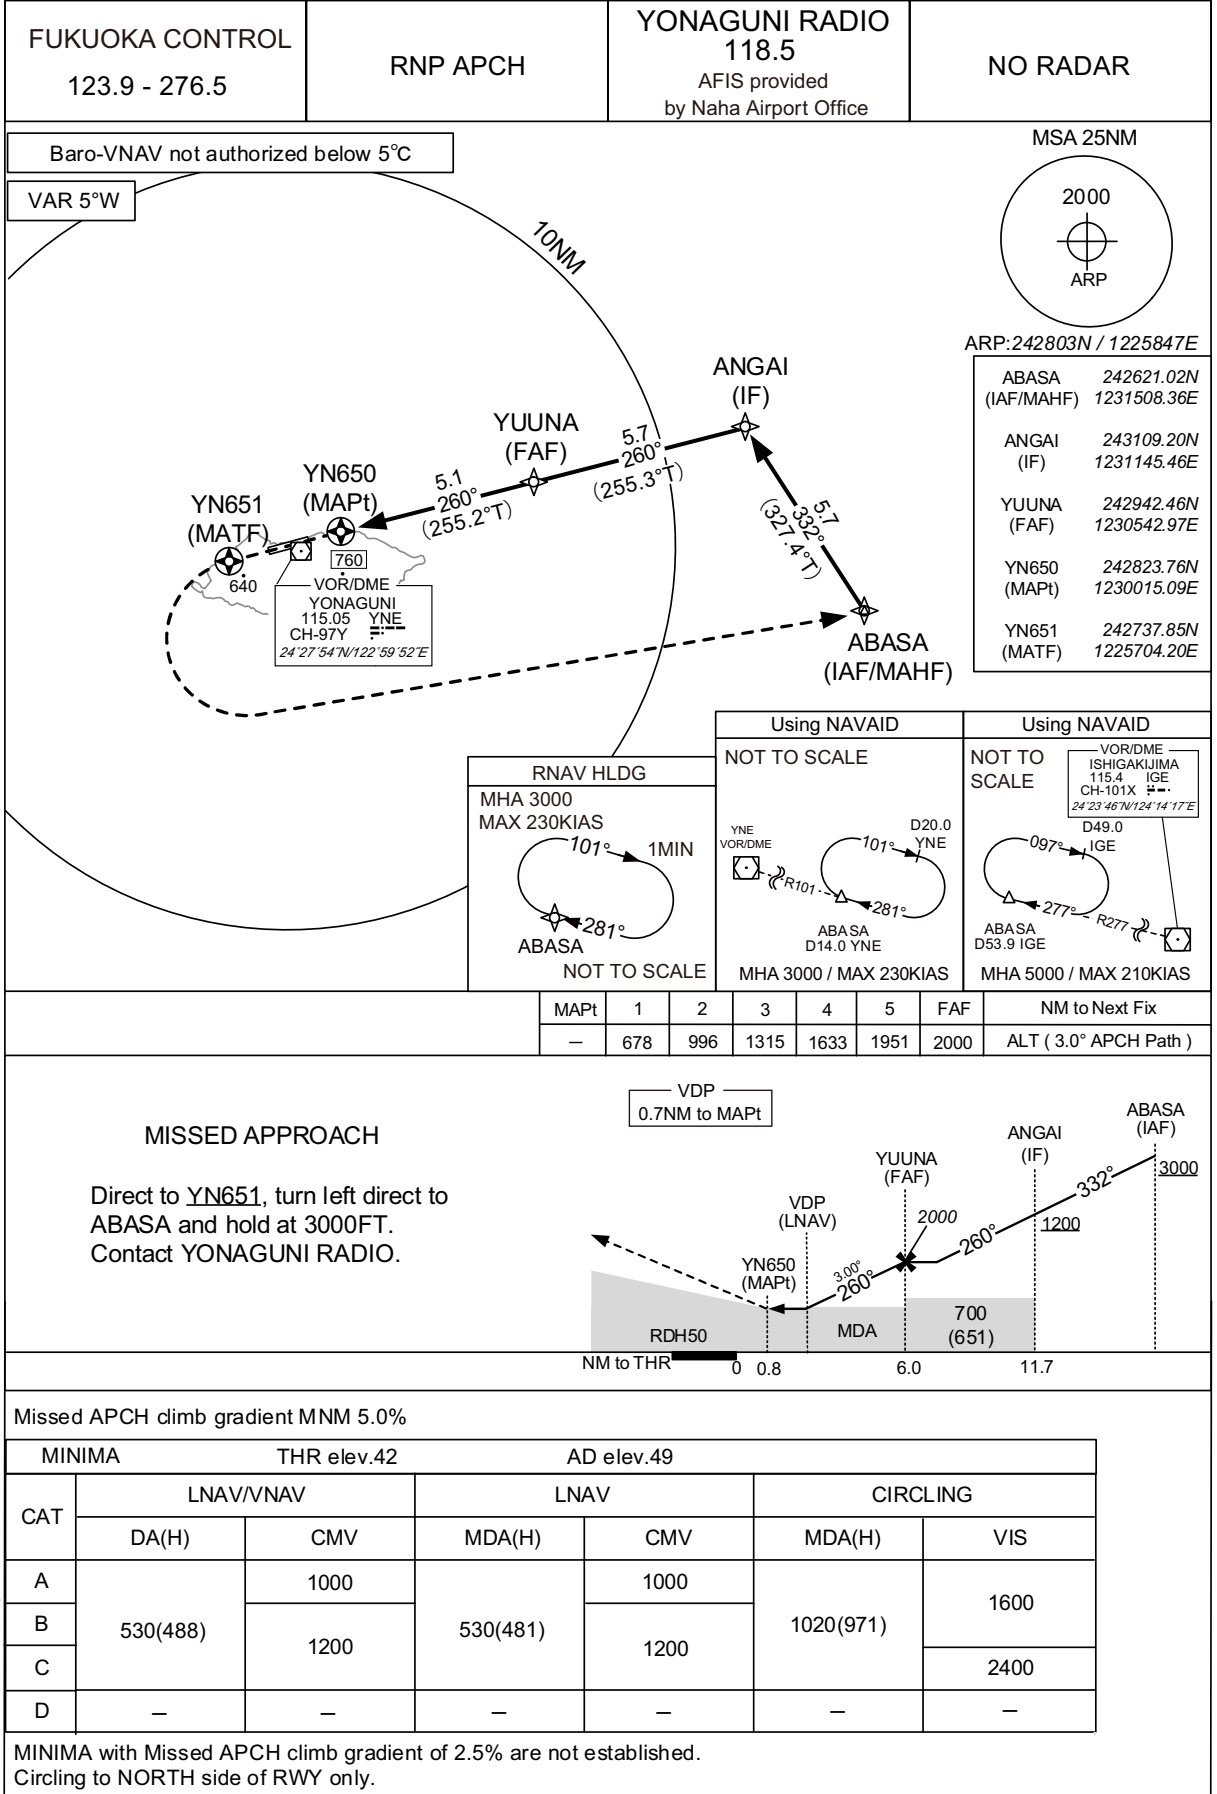 FUKUOKA CONTROL
123.9 - 276.5
RNP APCH
YONAGUNI RADIO
118.5
AFIS provided
by Naha Airport Office
NO RADAR
Baro-VNAV not authorized below 5°C
VAR 5°W
10NM
MSA 25NM
2000
ARP
ARP:242803N / 1225847E
ABASA 242621.02N
(IAF/MAHF) 1231508.36E
ANGAI 243109.20N
(IF) 1231145.46E
YUUNA 242942.46N
(FAF) 1230542.97E
YN650 242823.76N
(MAPt) 1230015.09E
YN651 242737.85N
(MATF) 1225704.20E
ANGAI
(IF)
YUUNA
(FAF)
YN650
(MAPt)
YN651
(MATF)
5.7
260°
(255.3°T)
5.1
260°
(255.2°T)
5.7
332°
(327.4°T)
760
640
VOR/DME
YONAGUNI
115.05 YNE
CH-97Y
24°27'54"N/122°59'52"E
ABASA
(IAF/MAHF)
RNAV HLDG
MHA 3000
MAX 230KIAS
101° 1MIN
281°
ABASA
NOT TO SCALE
Using NAVAID
NOT TO SCALE
YNE
VOR/DME
R101
101°
D20.0
YNE
281°
ABASA
D14.0 YNE
MHA 3000 / MAX 230KIAS
Using NAVAID
NOT TO
SCALE
VOR/DME
ISHIGAKIJIMA
115.4 IGE
CH-101X
24°23'46"N/124°14'17"E
097°
D49.0
IGE
277°
R277
ABASA
D53.9 IGE
MHA 5000 / MAX 210KIAS
MAPt 1 2 3 4 5 FAF NM to Next Fix
— 678 996 1315 1633 1951 2000 ALT ( 3.0° APCH Path )
MISSED APPROACH
Direct to YN651, turn left direct to
ABASA and hold at 3000FT.
Contact YONAGUNI RADIO.
VDP
0.7NM to MAPt
ABASA
(IAF)
ANGAI
(IF)
YUUNA
(FAF)
VDP
(LNAV)
YN650
(MAPt)
3000
332°
1200
2000
260°
3.00°
260°
700
(651)
MDA
RDH50
NM to THR 0 0.8 6.0 11.7
Missed APCH climb gradient MNM 5.0%
MINIMA THR elev.42 AD elev.49
CAT LNAV/VNAV LNAV CIRCLING
DA(H) CMV MDA(H) CMV MDA(H) VIS
A 1000 1000
1600
B 530(488) 1200 530(481) 1200 1020(971)
C 2400
D — — — — — —
MINIMA with Missed APCH climb gradient of 2.5% are not established.
Circling to NORTH side of RWY only.